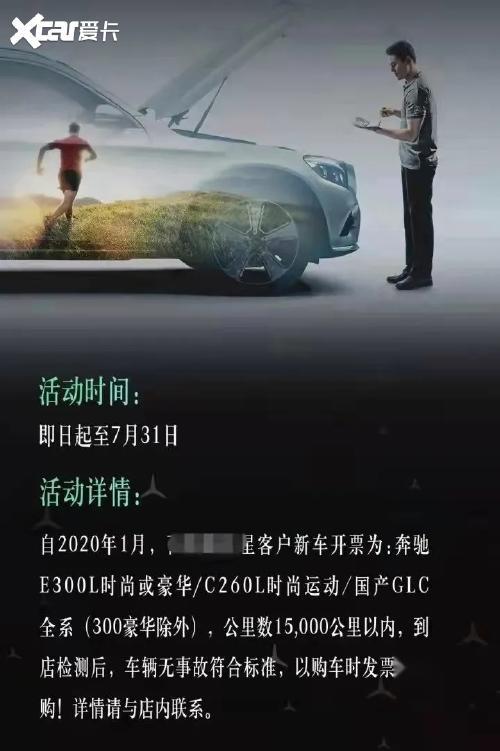 Xcar爱卡
活动时间:
即日起至7月31日
活动详情:
自2020年1月, 星客户新车开票为:奔驰
E300L时尚或豪华/C260L时尚运动/国产GLC
全系(300豪华除外),公里数15,000公里以内,到
店检测后,车辆无事故符合标准,以购车时发票
购!详情请与店内联系。